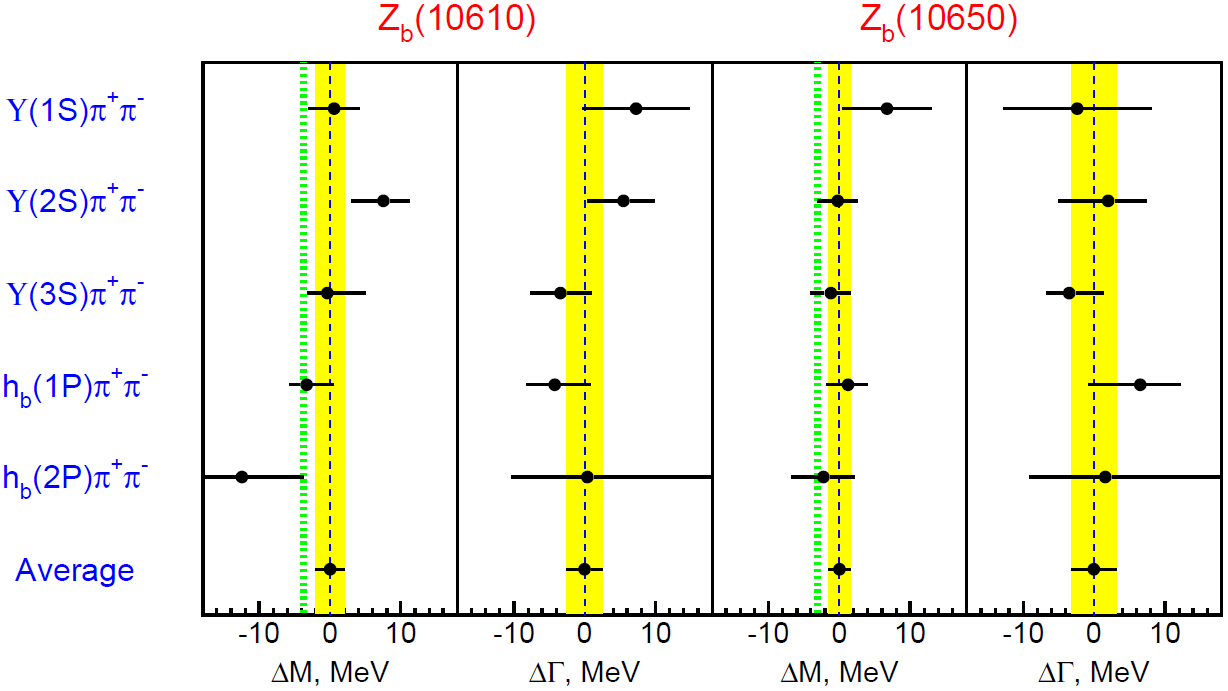 Z_b(10610) Z_b(10650)
Υ(1S)π⁺π⁻
Υ(2S)π⁺π⁻
Υ(3S)π⁺π⁻
h_b(1P)π⁺π⁻
h_b(2P)π⁺π⁻
Average
-10 0 10 -10 0 10 -10 0 10 -10 0 10
ΔM, MeV ΔΓ, MeV ΔM, MeV ΔΓ, MeV